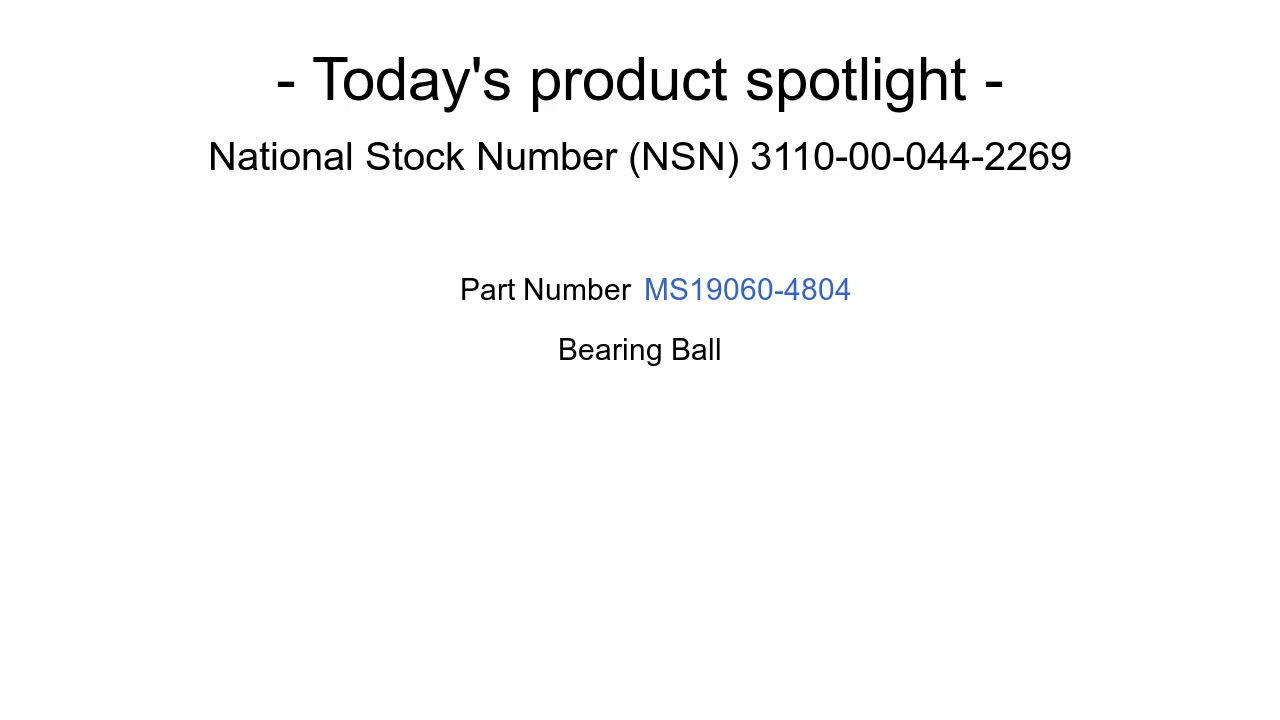 - Today's product spotlight -
National Stock Number (NSN) 3110-00-044-2269
Part Number MS19060-4804
Bearing Ball